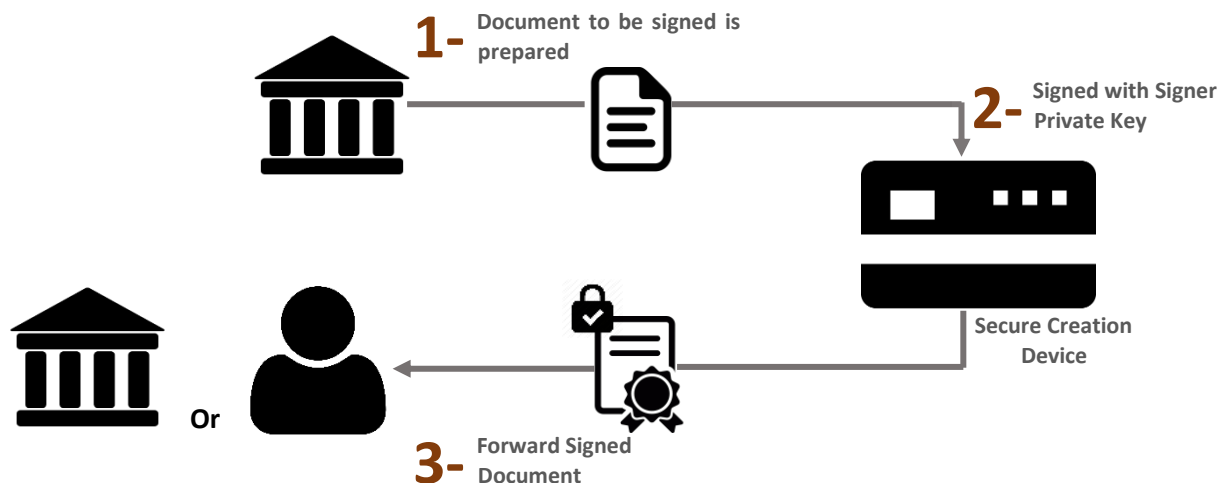 1- Document to be signed is
prepared
2- Signed with Signer
Private Key
Secure Creation
Device
Or
3- Forward Signed
Document